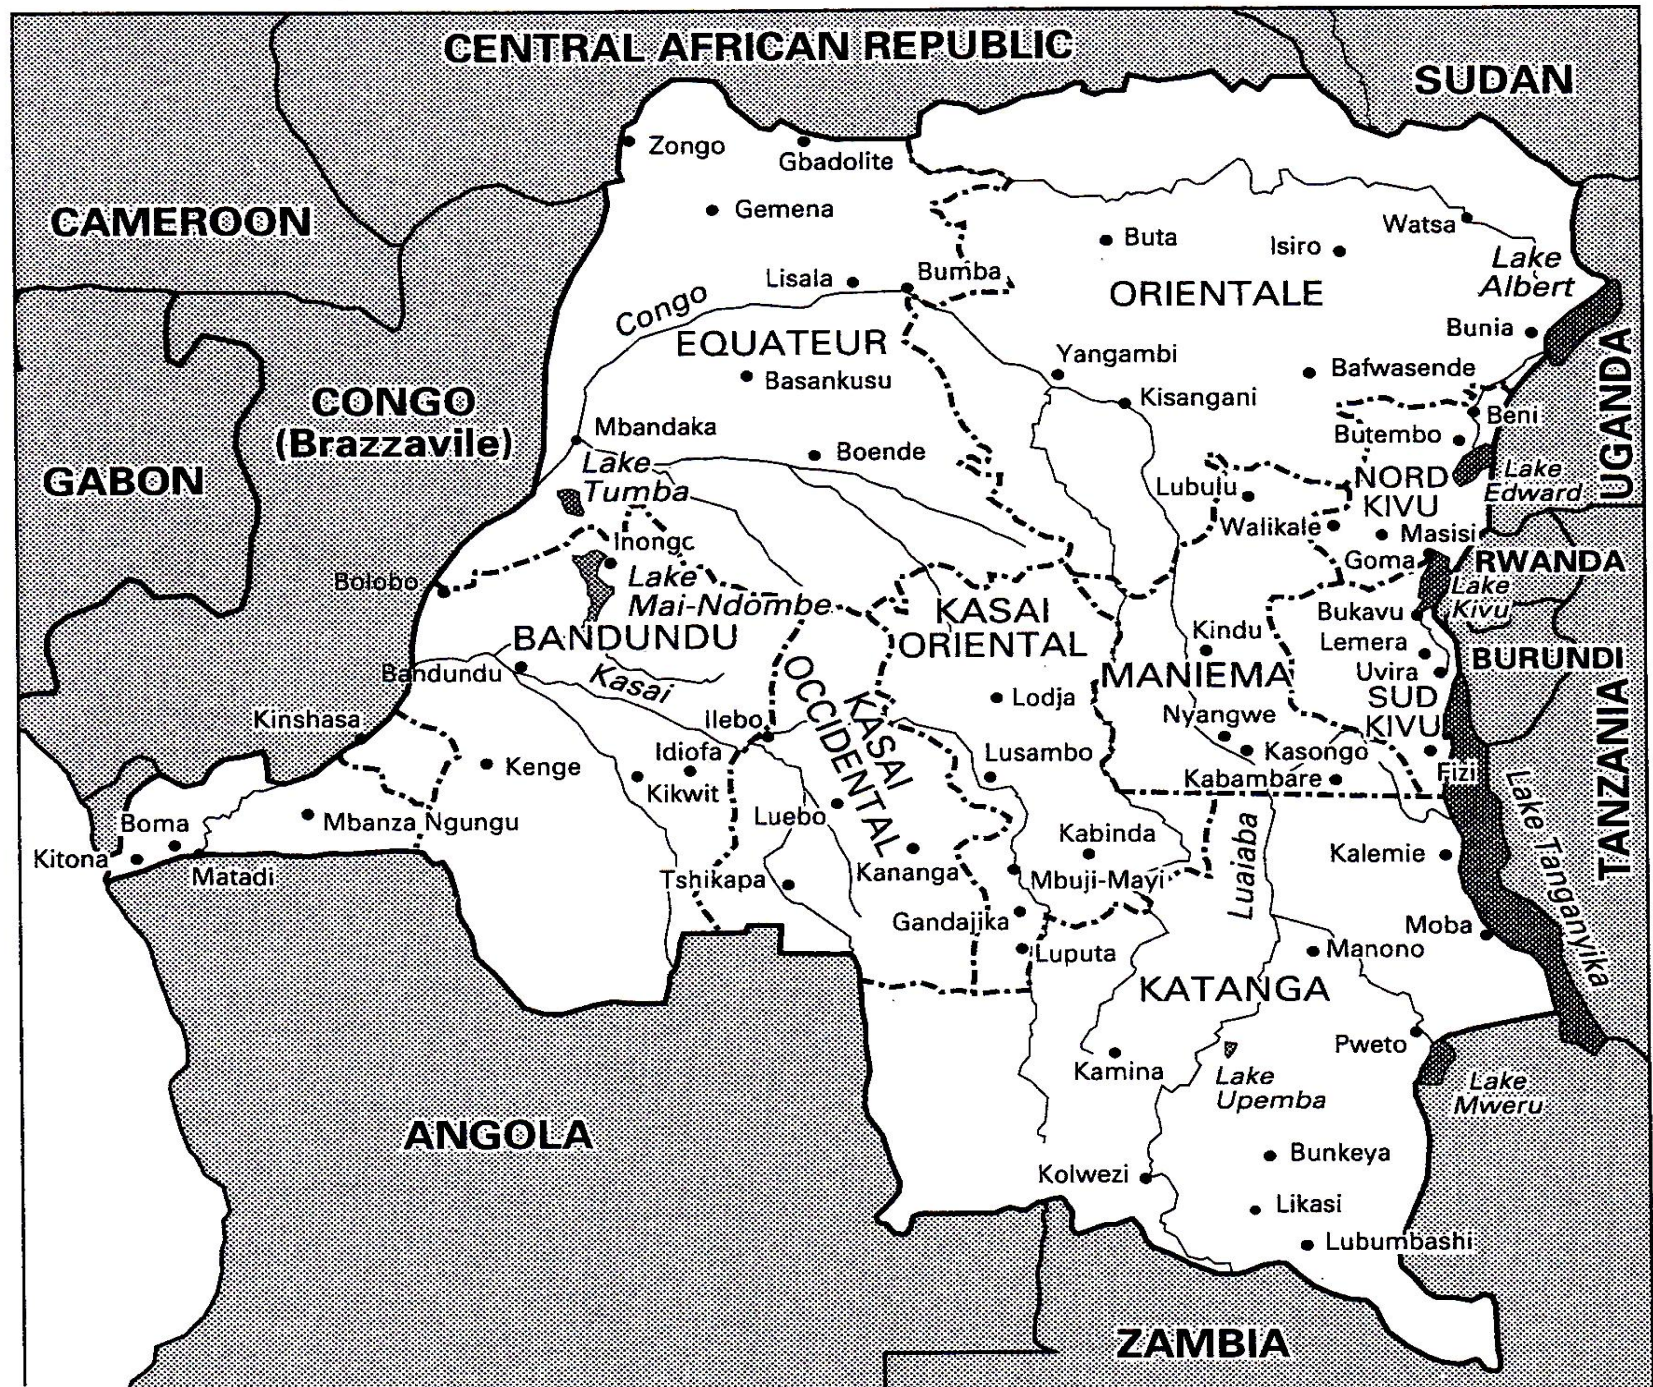 CENTRAL AFRICAN REPUBLIC
SUDAN
Zongo
Gbadolite
CAMEROON
Gemena
Watsa
Buta
Isiro
Lake
Albert
Lisala
Bumba
ORIENTALE
Congo
Bunia
EQUATEUR
Yangambi
Bafwasende
UGANDA
Basankusu
Kisangani
CONGO
(Brazzavile)
Beni
Mbandaka
Butembo
Boende
Lake
Tumba
GABON
NORD
KIVU
Lake
Edward
Lubulu
Walikale
Masisi
Inongc
Goma
RWANDA
Bolobo
Lake
Mai-Ndombe
Lake
Kivu
KASAI
ORIENTAL
Bukavu
BANDUNDU
Kindu
Lemera
BURUNDI
Bandundu
Kasai
MANIEMA
Uvira
OCCIDENTAL
KASAI
Lodja
SUD
KIVU
TANZANIA
Kinshasa
Ilebo
Nyangwe
Idiofa
Lusambo
Kasongo
Kenge
Kabambare
Fizi
Kikwit
Lake Tanganyika
Luebo
Boma
Mbanza Ngungu
Kabinda
Luaiaba
Kitona
Kalemie
Matadi
Tshikapa
Kananga
Mbuji-Mayi
Gandajika
Moba
Luputa
Manono
KATANGA
Pweto
Kamina
Lake
Upemba
Lake
Mweru
ANGOLA
Bunkeya
Kolwezi
Likasi
Lubumbashi
ZAMBIA